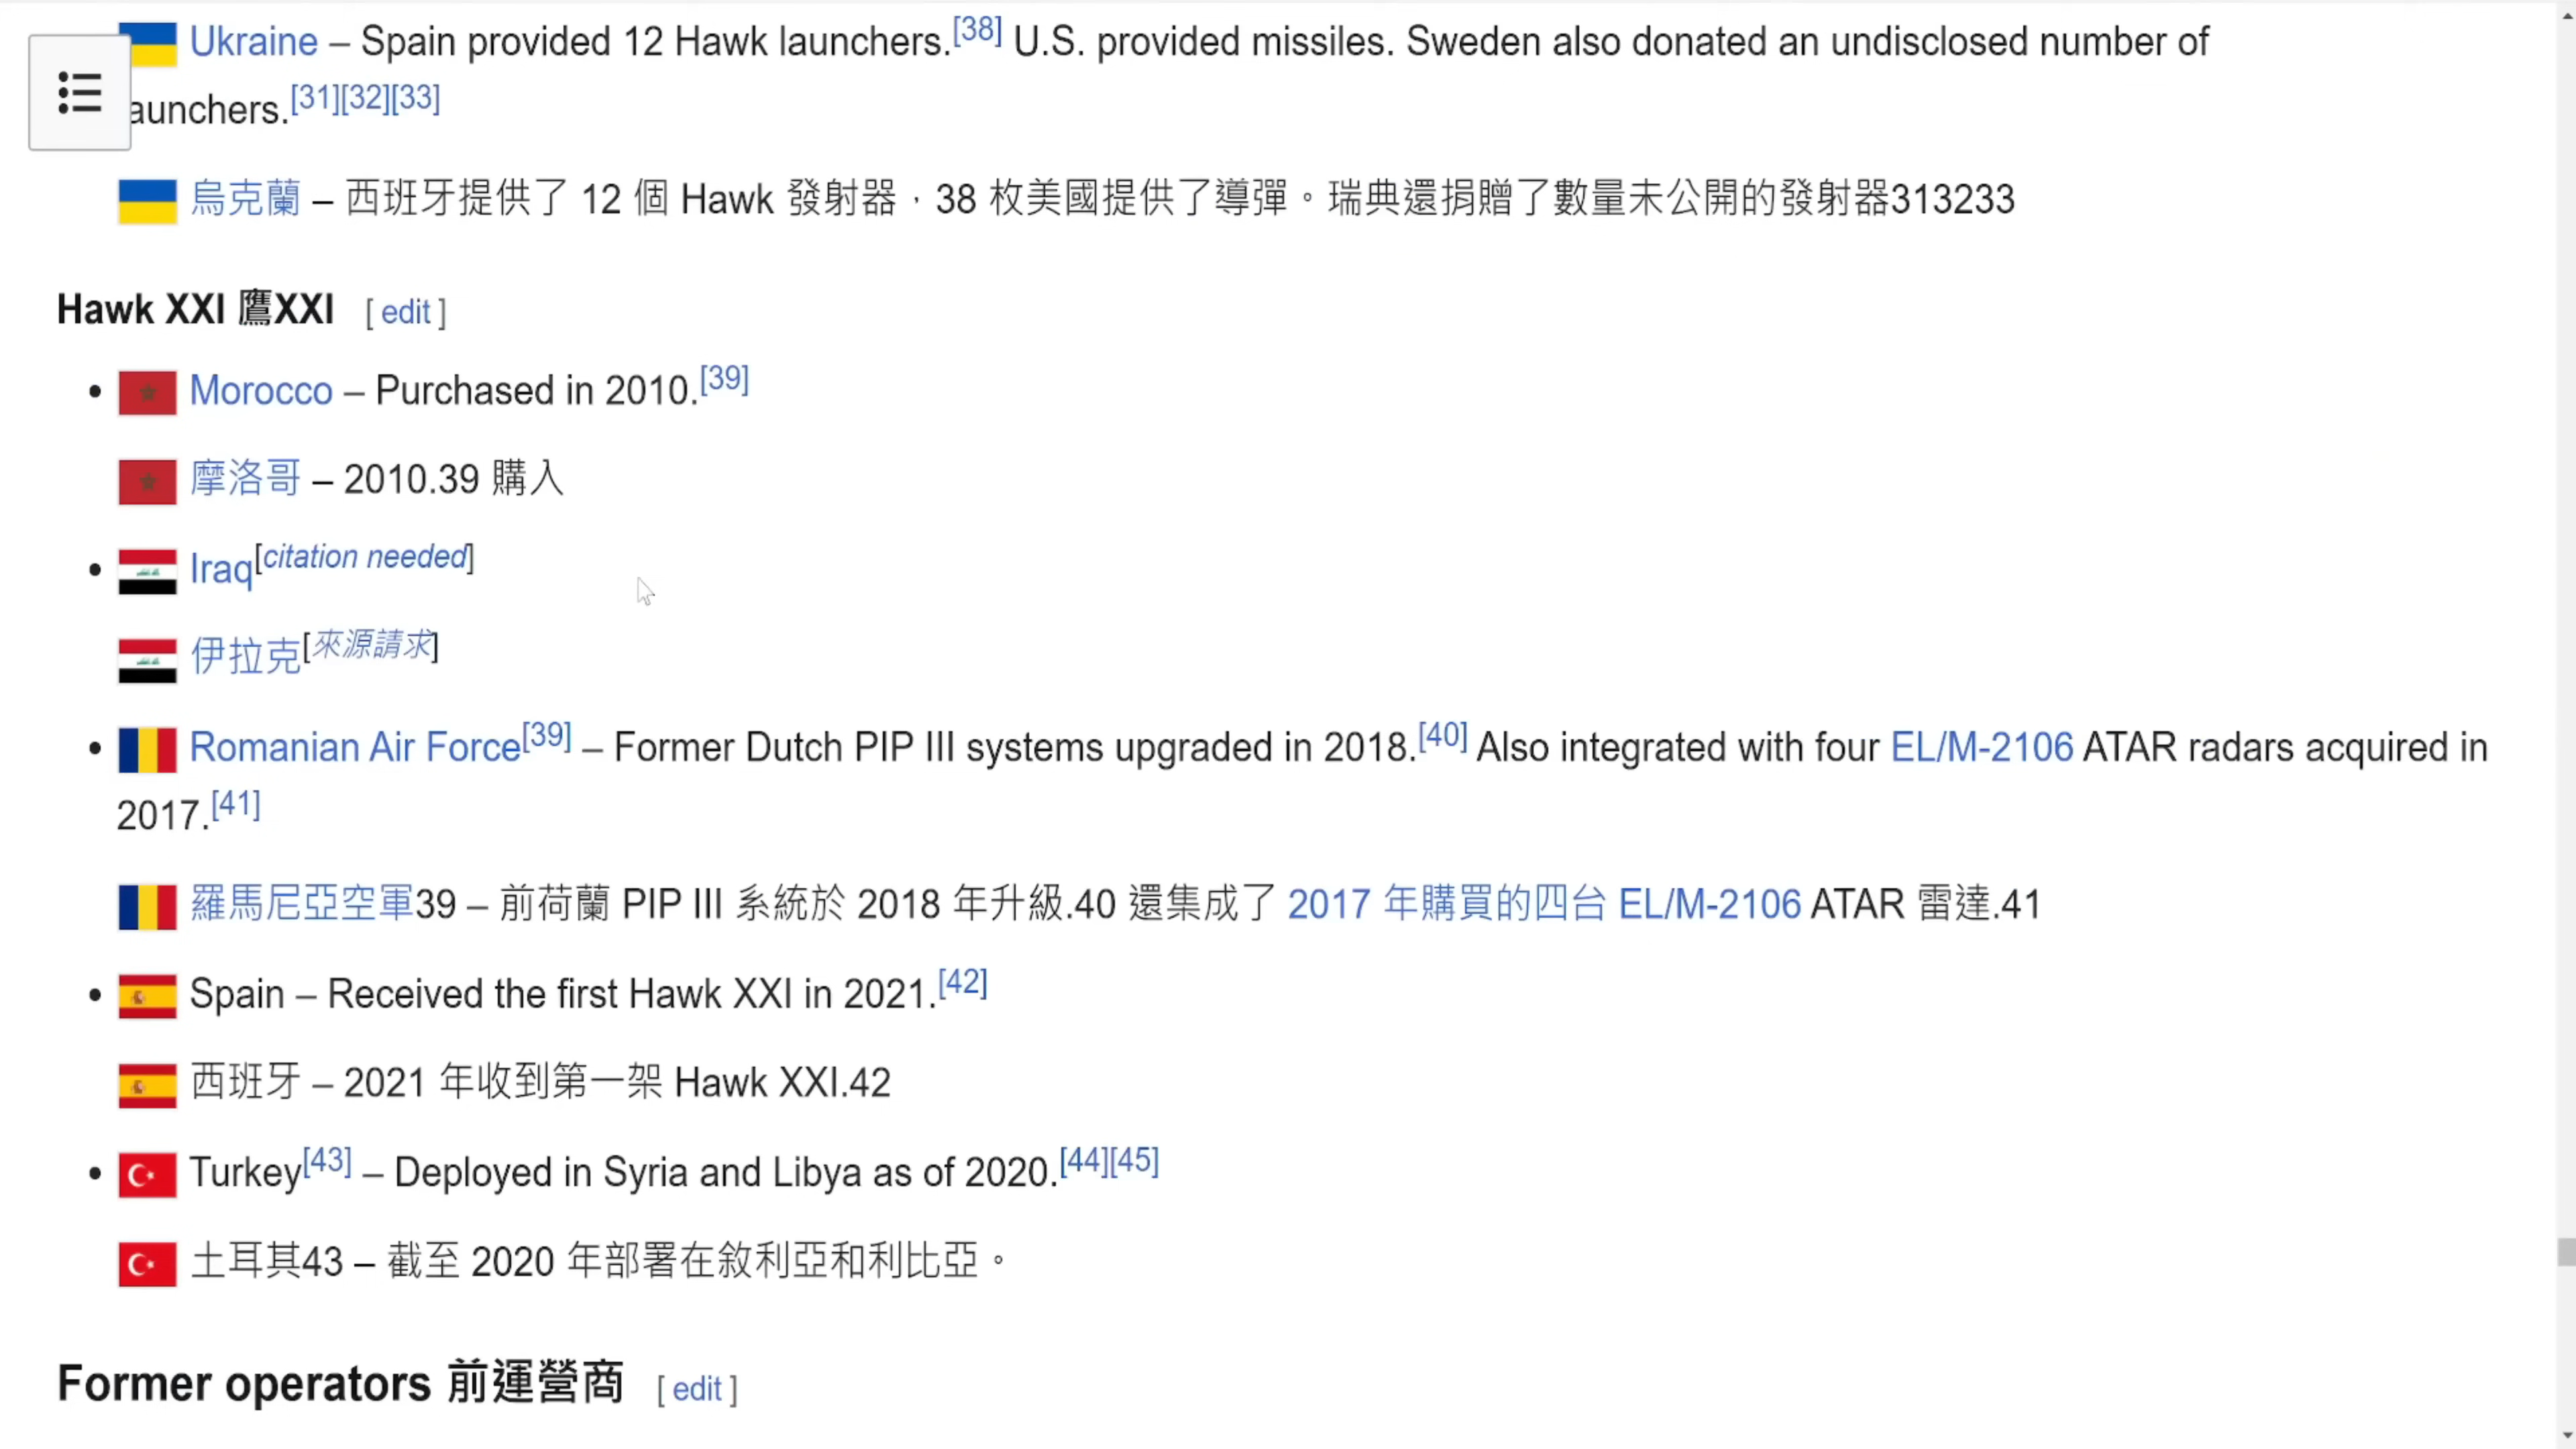 Ukraine – Spain provided 12 Hawk launchers.[38] U.S. provided missiles. Sweden also donated an undisclosed number of
aunchers.[31][32][33]
烏克蘭 – 西班牙提供了 12 個 Hawk 發射器，38 枚美國提供了導彈。瑞典還捐贈了數量未公開的發射器313233
Hawk XXI 鷹XXI [ edit ]
• Morocco – Purchased in 2010.[39]
摩洛哥 – 2010.39 購入
• Iraq[citation needed]
伊拉克[來源請求]
• Romanian Air Force[39] – Former Dutch PIP III systems upgraded in 2018.[40] Also integrated with four EL/M-2106 ATAR radars acquired in
2017.[41]
羅馬尼亞空軍39 – 前荷蘭 PIP III 系統於 2018 年升級.40 還集成了 2017 年購買的四台 EL/M-2106 ATAR 雷達.41
• Spain – Received the first Hawk XXI in 2021.[42]
西班牙 – 2021 年收到第一架 Hawk XXI.42
• Turkey[43] – Deployed in Syria and Libya as of 2020.[44][45]
土耳其43 – 截至 2020 年部署在敘利亞和利比亞。
Former operators 前運營商 [ edit ]